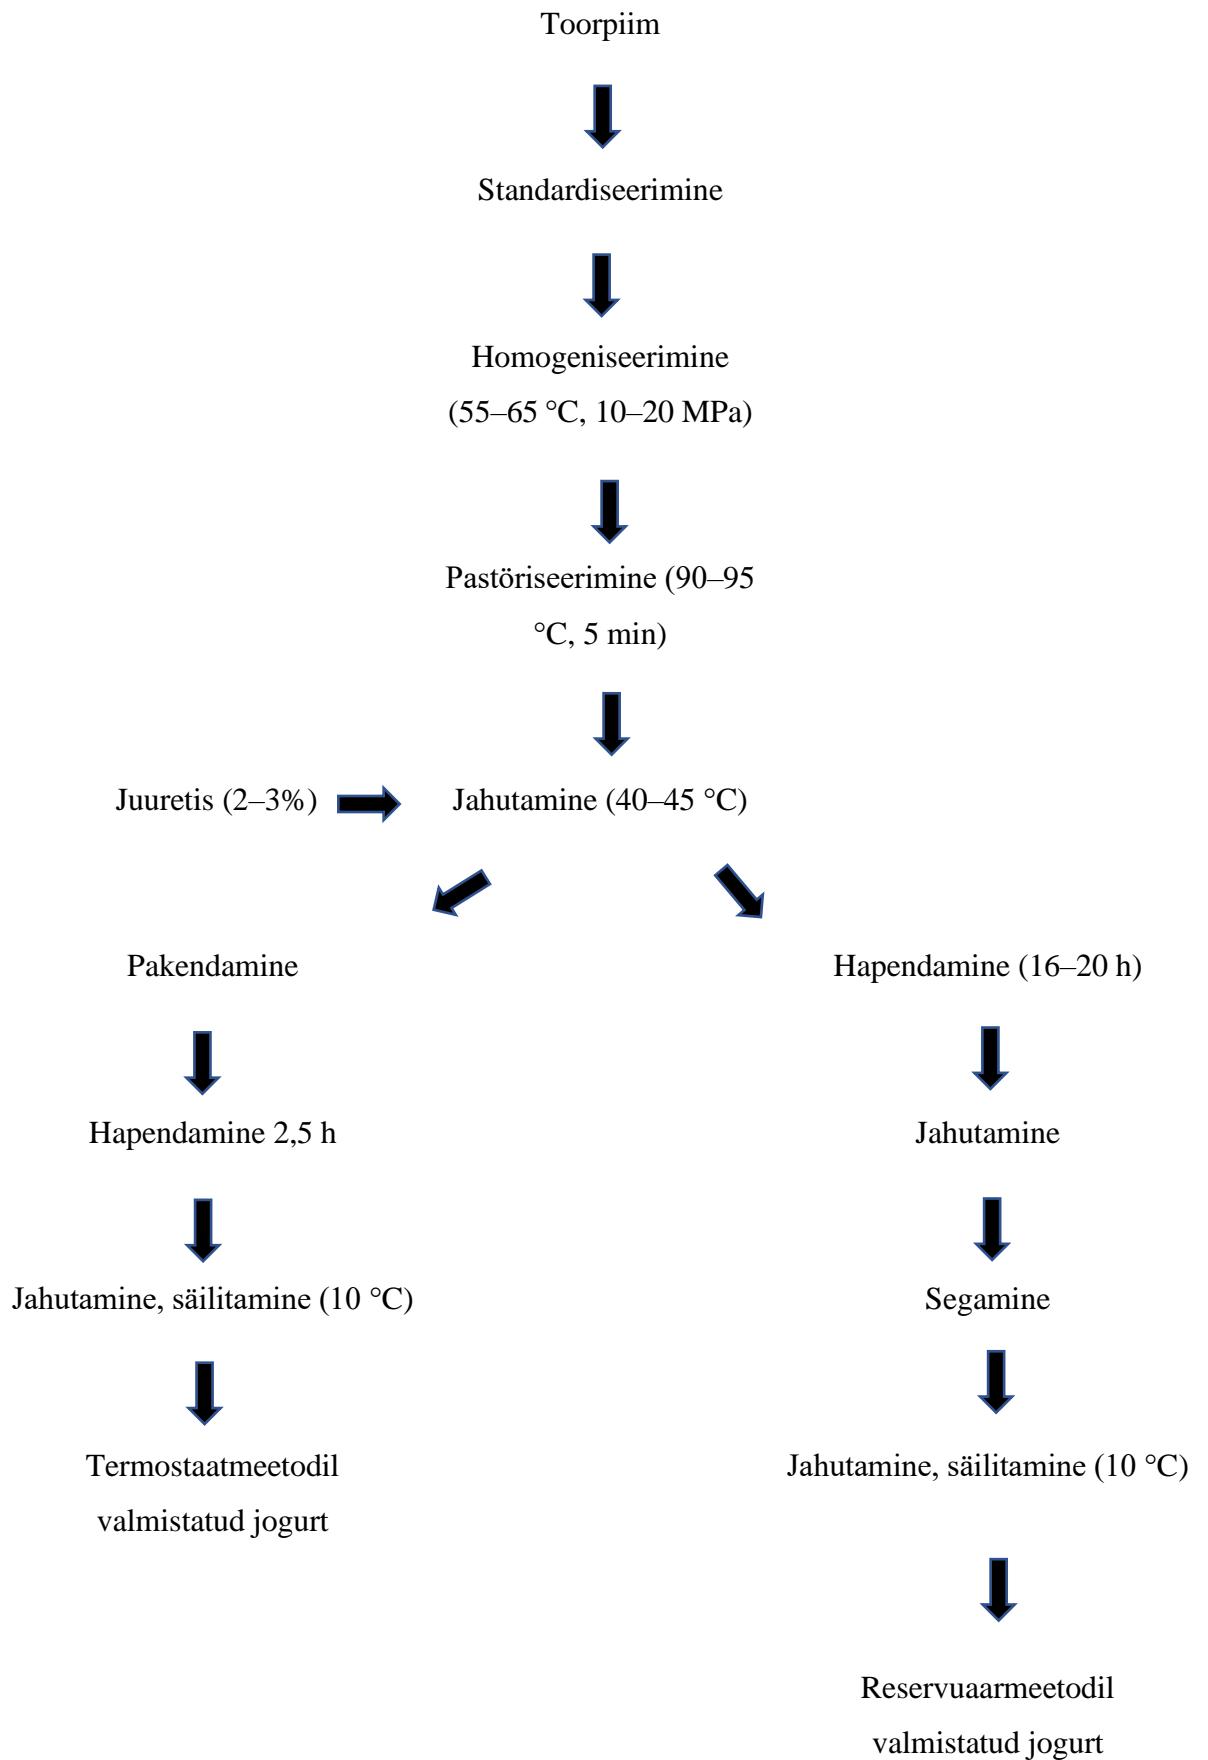 Toorpiim
Standardiseerimine
Homogeniseerimine
(55–65 °C, 10–20 MPa)
Pastöriseerimine (90–95
°C, 5 min)
Juuretis (2–3%)
Jahutamine (40–45 °C)
Pakendamine
Hapendamine (16–20 h)
Hapendamine 2,5 h
Jahutamine
Jahutamine, säilitamine (10 °C)
Segamine
Termostaatmeetodil
valmistatud jogurt
Jahutamine, säilitamine (10 °C)
Reservuaarmeetodil
valmistatud jogurt